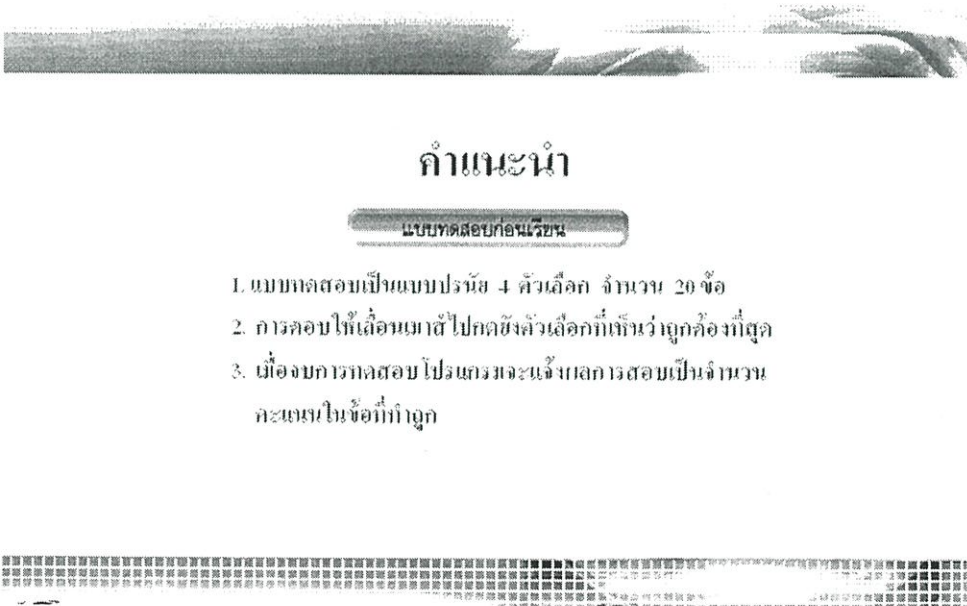 คำแนะนำ
แบบทดสอบก่อนเรียน
1. แบบทดสอบเป็นแบบปรนัย 4 ตัวเลือก จำนวน 20 ข้อ
2. การตอบให้เลื่อนเมาส์ไปกดยังตัวเลือกที่เห็นว่าถูกต้องที่สุด
3. เมื่อจบการทดสอบโปรแกรมจะแจ้งผลการสอบเป็นจำนวน
คะแนนในข้อที่ทำถูก